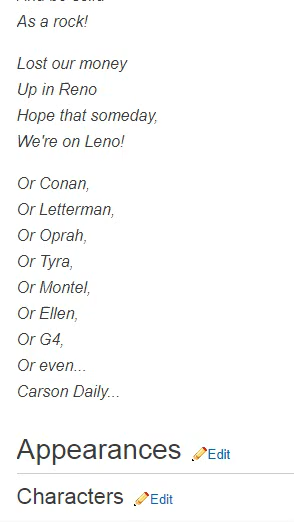 As a rock!
Lost our money
Up in Reno
Hope that someday,
We're on Leno!
Or Conan,
Or Letterman,
Or Oprah,
Or Tyra,
Or Montel,
Or Ellen,
Or G4,
Or even...
Carson Daily...
Appearances Edit
Characters Edit